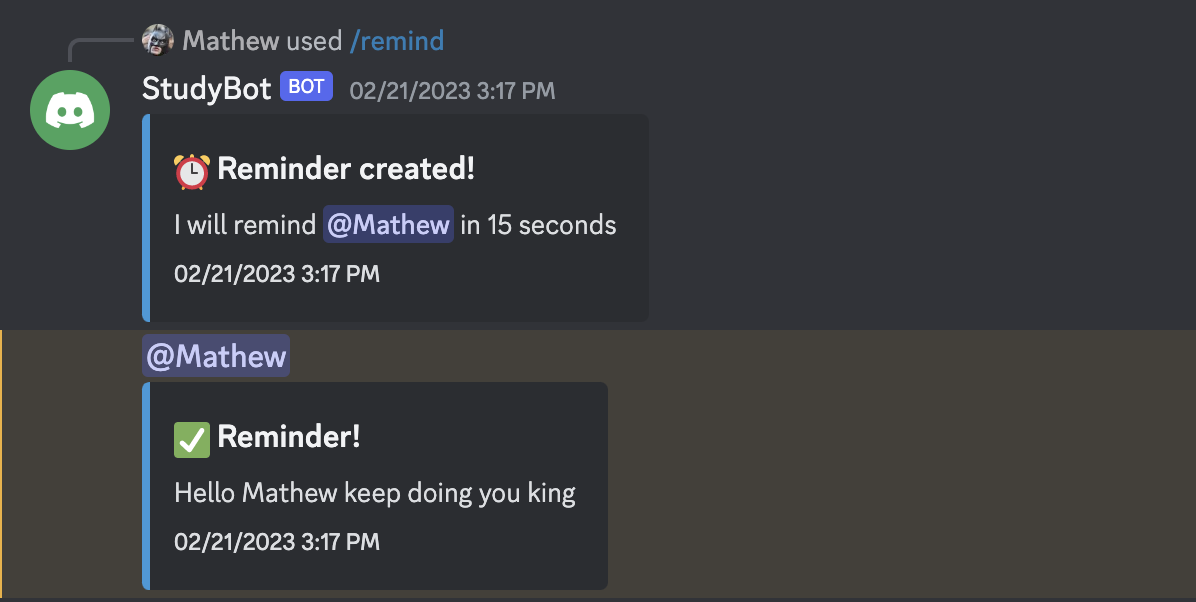 Mathew used /remind
StudyBot BOT 02/21/2023 3:17 PM
Reminder created!
I will remind @Mathew in 15 seconds
02/21/2023 3:17 PM
@Mathew
Reminder!
Hello Mathew keep doing you king
02/21/2023 3:17 PM